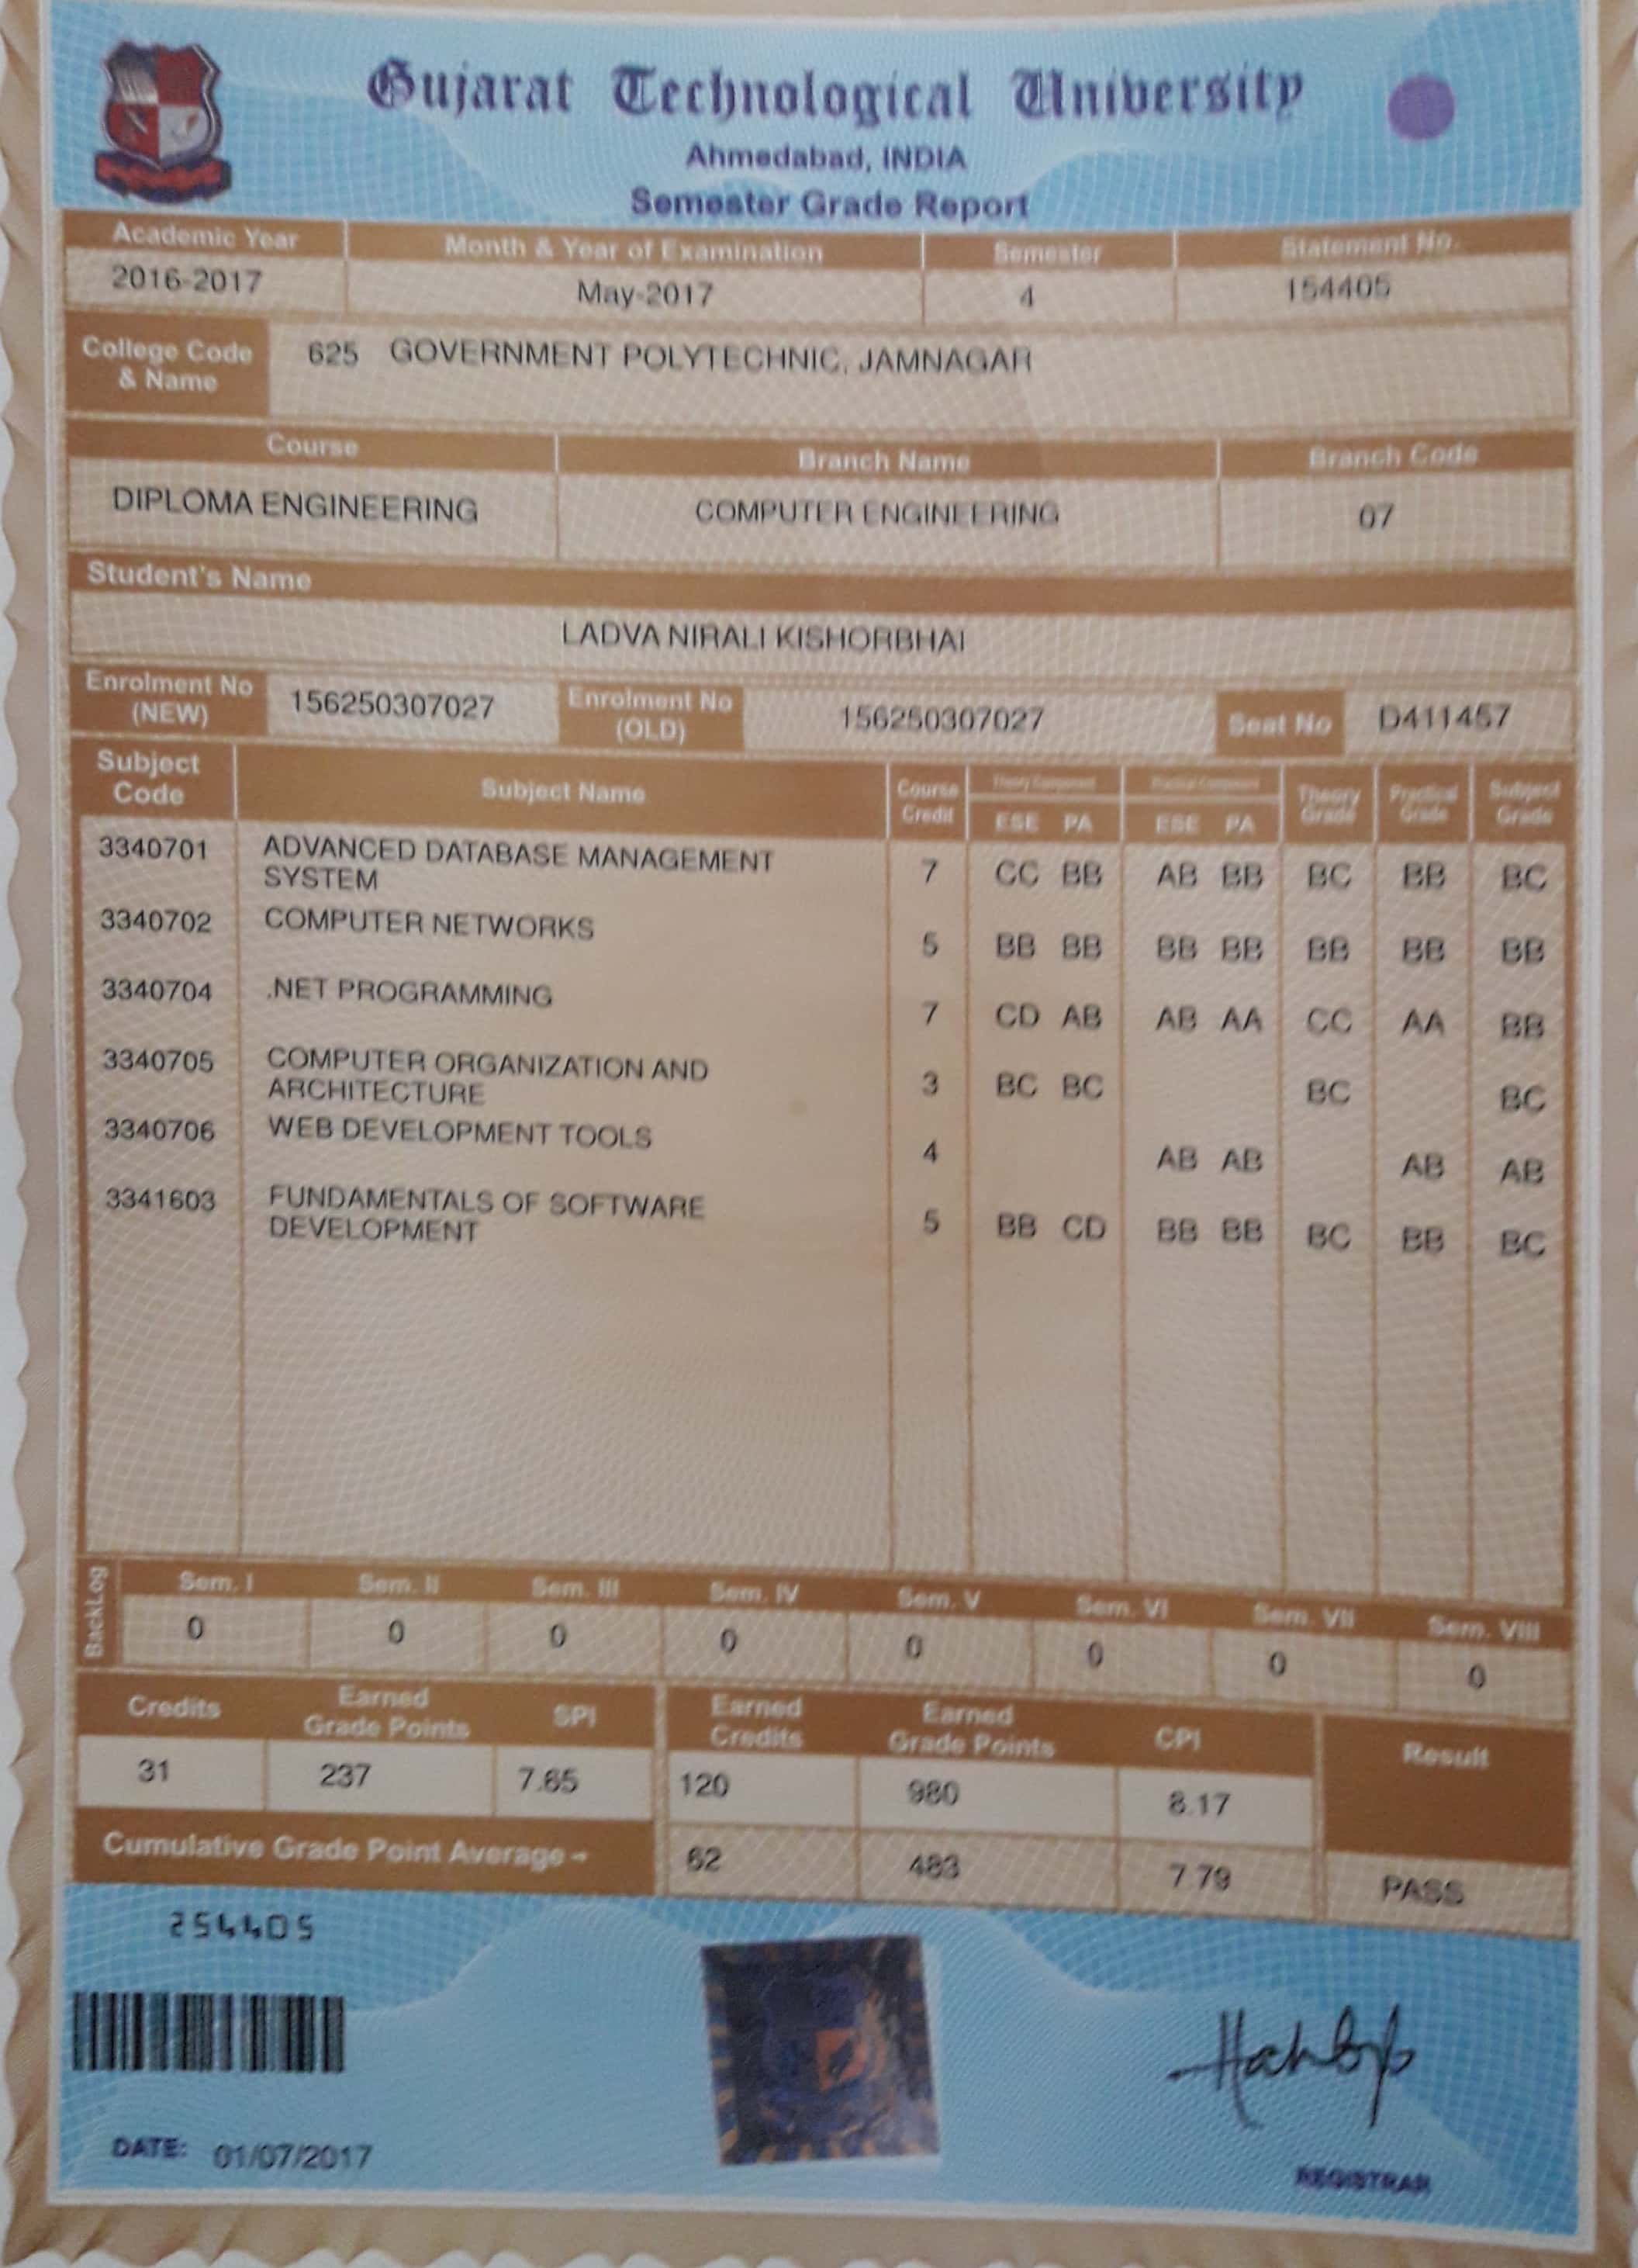 Gujarat Technological University
Ahmedabad, INDIA
Semester Grade Report
Academic Year Month & Year of Examination Semester Statement No.
2016-2017 May-2017 4 154405
College Code & Name 625 GOVERNMENT POLYTECHNIC, JAMNAGAR
Course Branch Name Branch Code
DIPLOMA ENGINEERING COMPUTER ENGINEERING 07
Student's Name
LADVA NIRALI KISHORBHAI
Enrolment No (NEW) 156250307027 Enrolment No (OLD) 156250307027 Seat No D411457
Subject Code Subject Name Course Credit Theory Component Practical Component Theory Grade Practical Grade Subject Grade
ESE PA ESE PA
3340701 ADVANCED DATABASE MANAGEMENT
SYSTEM 7 CC BB AB BB BC BB BC
3340702 COMPUTER NETWORKS 5 BB BB BB BB BB BB BB
3340704 .NET PROGRAMMING 7 CD AB AB AA CC AA BB
3340705 COMPUTER ORGANIZATION AND
ARCHITECTURE 3 BC BC BC BC
3340706 WEB DEVELOPMENT TOOLS 4 AB AB AB AB
3341603 FUNDAMENTALS OF SOFTWARE
DEVELOPMENT 5 BB CD BB BB BC BB BC
BackLog Sem. I Sem. II Sem. III Sem. IV Sem. V Sem. VI Sem. VII Sem. VIII
0 0 0 0 0 0 0 0
Credits Earned Grade Points SPI Earned Credits Earned Grade Points CPI Result
31 237 7.65 120 980 8.17
Cumulative Grade Point Average - 62 483 7.79 PASS
254405
DATE: 01/07/2017
REGISTRAR